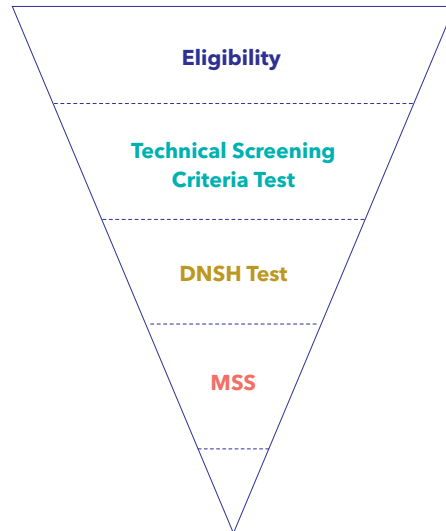 Eligibility
Technical Screening
Criteria Test
DNSH Test
MSS